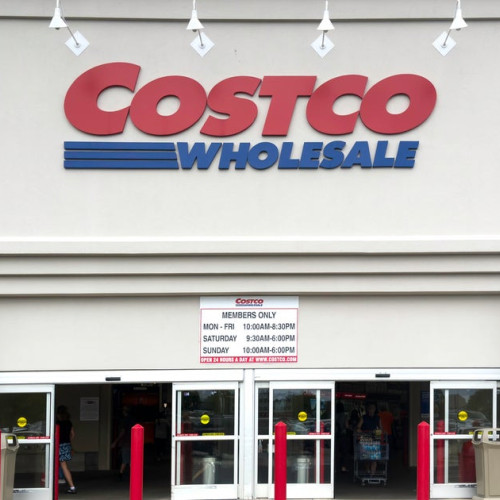 COSTCO
WHOLESALE
COSTCO
MEMBERS ONLY
MON - FRI 10:00AM-8:30PM
SATURDAY 9:30AM-6:00PM
SUNDAY 10:00AM-6:00PM
OPEN 24 HOURS A DAY AT WWW.COSTCO.COM